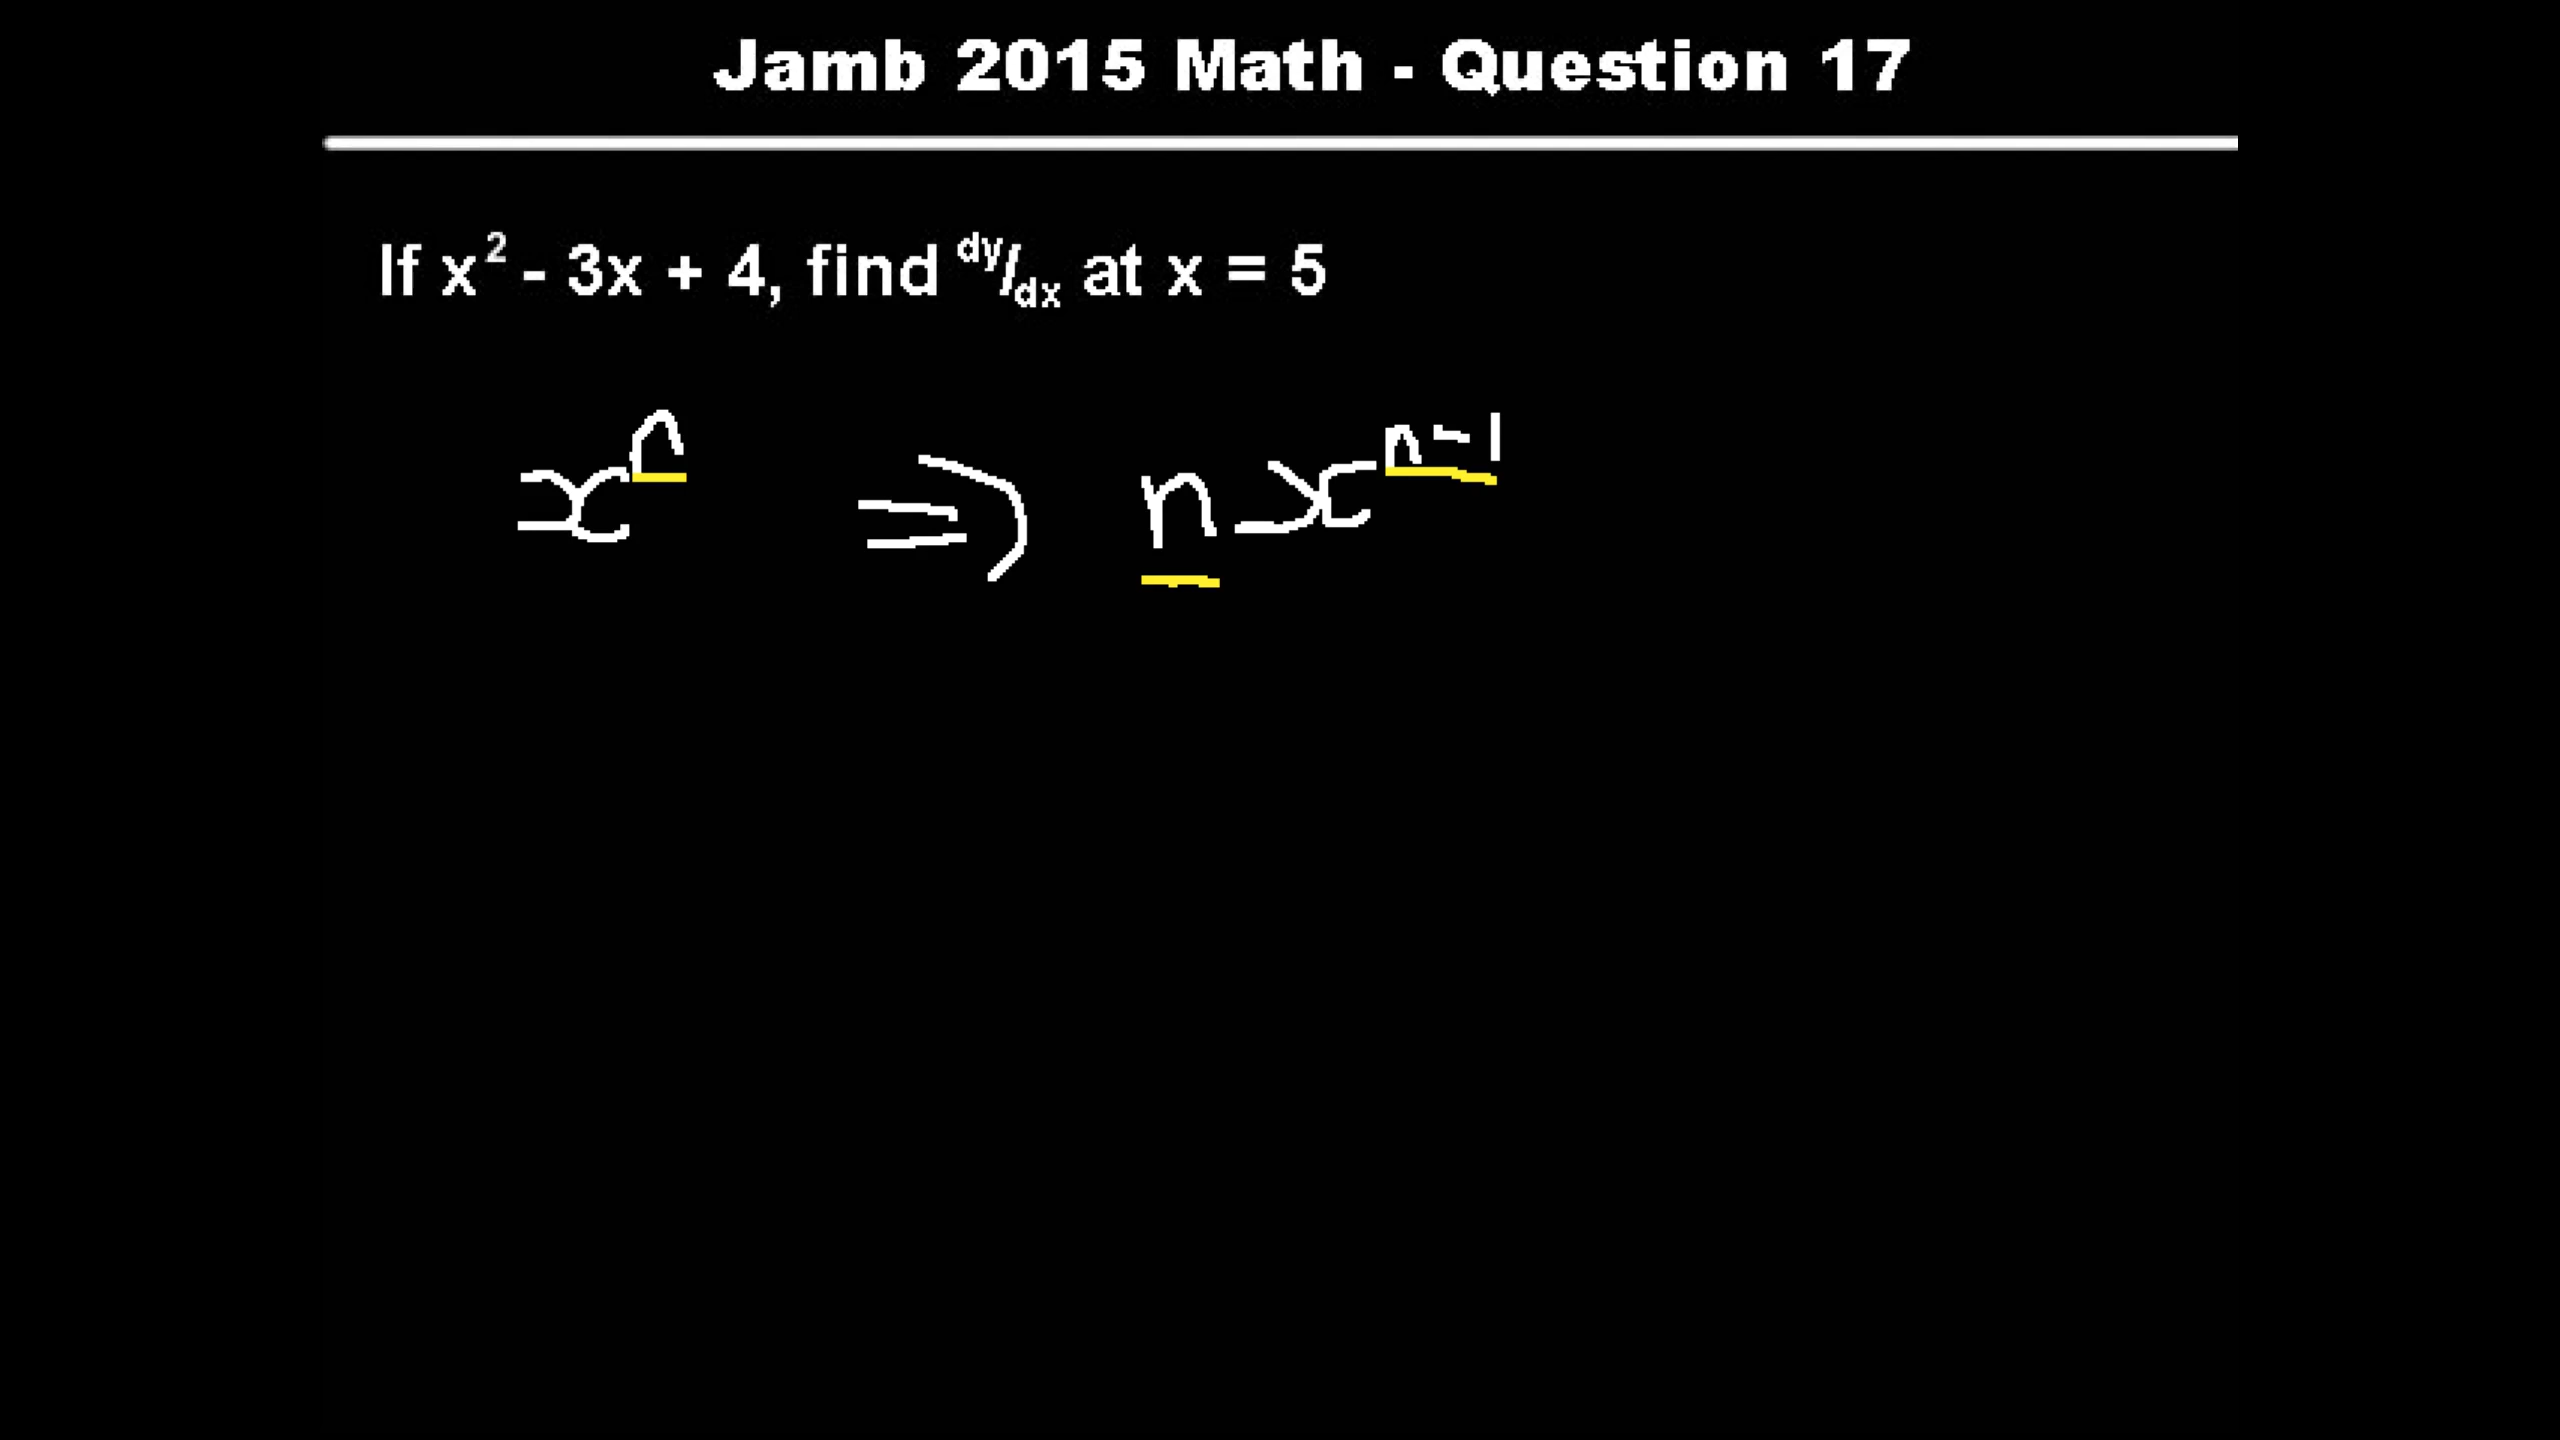 Jamb 2015 Math - Question 17
If x² - 3x + 4, find dy/dx at x = 5
xⁿ ⇒ nxⁿ⁻¹